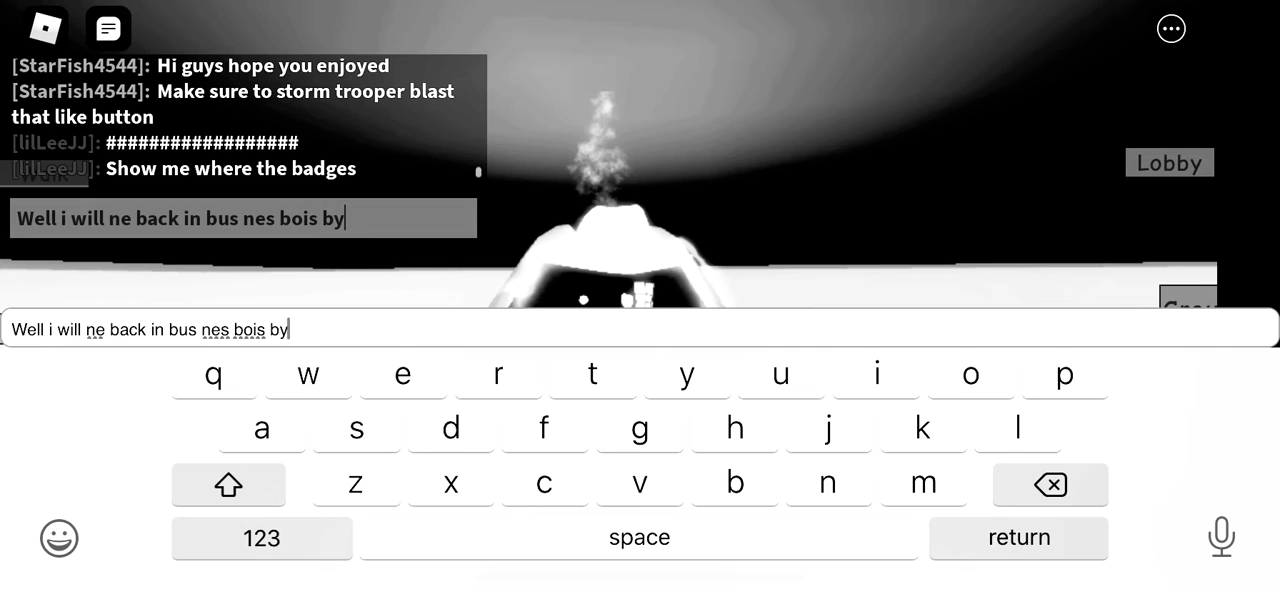 [StarFish4544]: Hi guys hope you enjoyed
[StarFish4544]: Make sure to storm trooper blast
that like button
[lilLeeJJ]: ##################
[lilLeeJJ]: Show me where the badges
Walk
Lobby
Well i will ne back in bus nes bois by
Well i will ne back in bus nes bois by
q w e r t y u i o p
a s d f g h j k l
z x c v b n m
123 space return